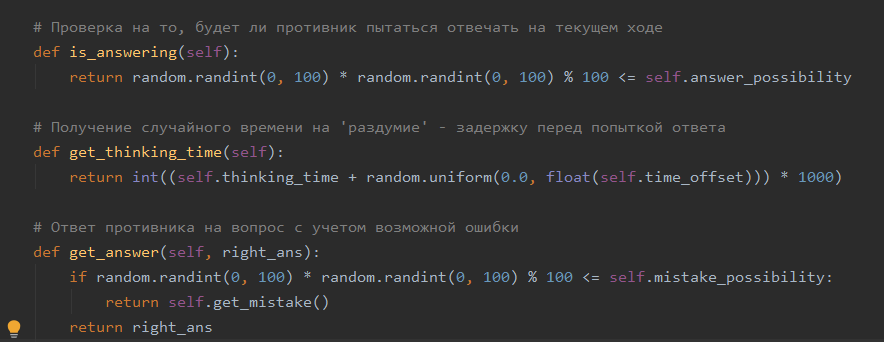 # Проверка на то, будет ли противник пытаться отвечать на текущем ходе
def is_answering(self):
    return random.randint(0, 100) * random.randint(0, 100) % 100 <= self.answer_possibility

# Получение случайного времени на 'раздумие' - задержку перед попыткой ответа
def get_thinking_time(self):
    return int((self.thinking_time + random.uniform(0.0, float(self.time_offset))) * 1000)

# Ответ противника на вопрос с учетом возможной ошибки
def get_answer(self, right_ans):
    if random.randint(0, 100) * random.randint(0, 100) % 100 <= self.mistake_possibility:
        return self.get_mistake()
    return right_ans